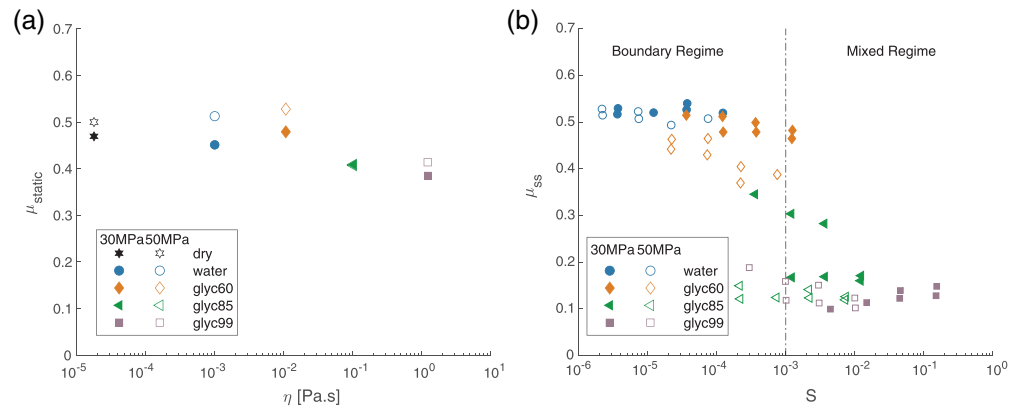 (a)
0.7
0.6
0.5
0.4
0.3
0.2
0.1
0
μstatic
30MPa 50MPa
dry
water
glyc60
glyc85
glyc99
10⁻⁵ 10⁻⁴ 10⁻³ 10⁻² 10⁻¹ 10⁰ 10¹
η [Pa.s]
(b)
0.7
0.6
0.5
0.4
0.3
0.2
0.1
0
μss
Boundary Regime Mixed Regime
30MPa 50MPa
water
glyc60
glyc85
glyc99
10⁻⁶ 10⁻⁵ 10⁻⁴ 10⁻³ 10⁻² 10⁻¹ 10⁰
S